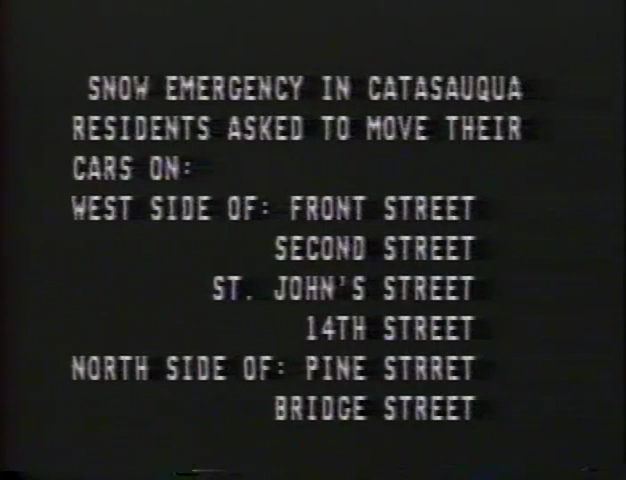 SNOW EMERGENCY IN CATASAUQUA
RESIDENTS ASKED TO MOVE THEIR
CARS ON:
WEST SIDE OF: FRONT STREET
SECOND STREET
ST. JOHN'S STREET
14TH STREET
NORTH SIDE OF: PINE STRRET
BRIDGE STREET